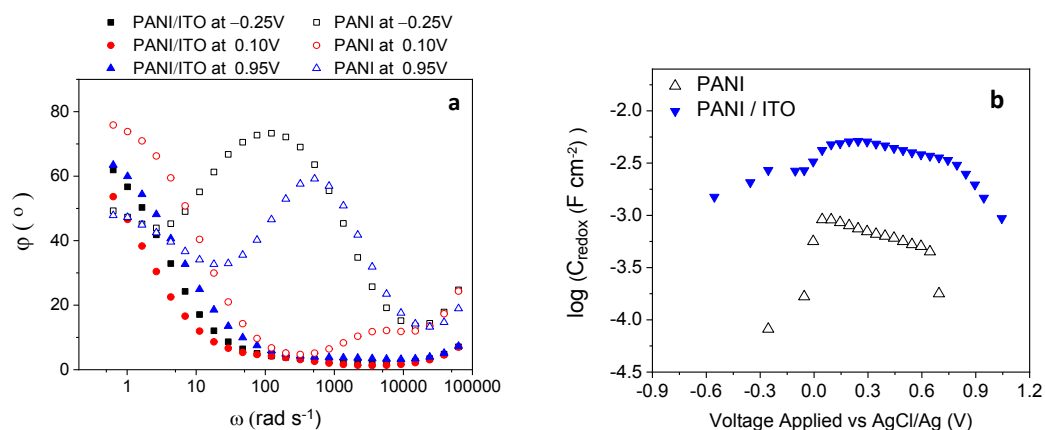 PANI/ITO at −0.25V PANI at −0.25V
PANI/ITO at 0.10V PANI at 0.10V
PANI/ITO at 0.95V PANI at 0.95V
a
80
60
40
20
0
φ ( º )
1 10 100 1000 10000 100000
ω (rad s⁻¹)
b
PANI
PANI / ITO
-2.0
-2.5
-3.0
-3.5
-4.0
-4.5
log (C_redox (F cm⁻²)
-0.9 -0.6 -0.3 0.0 0.3 0.6 0.9 1.2
Voltage Applied vs AgCl/Ag (V)